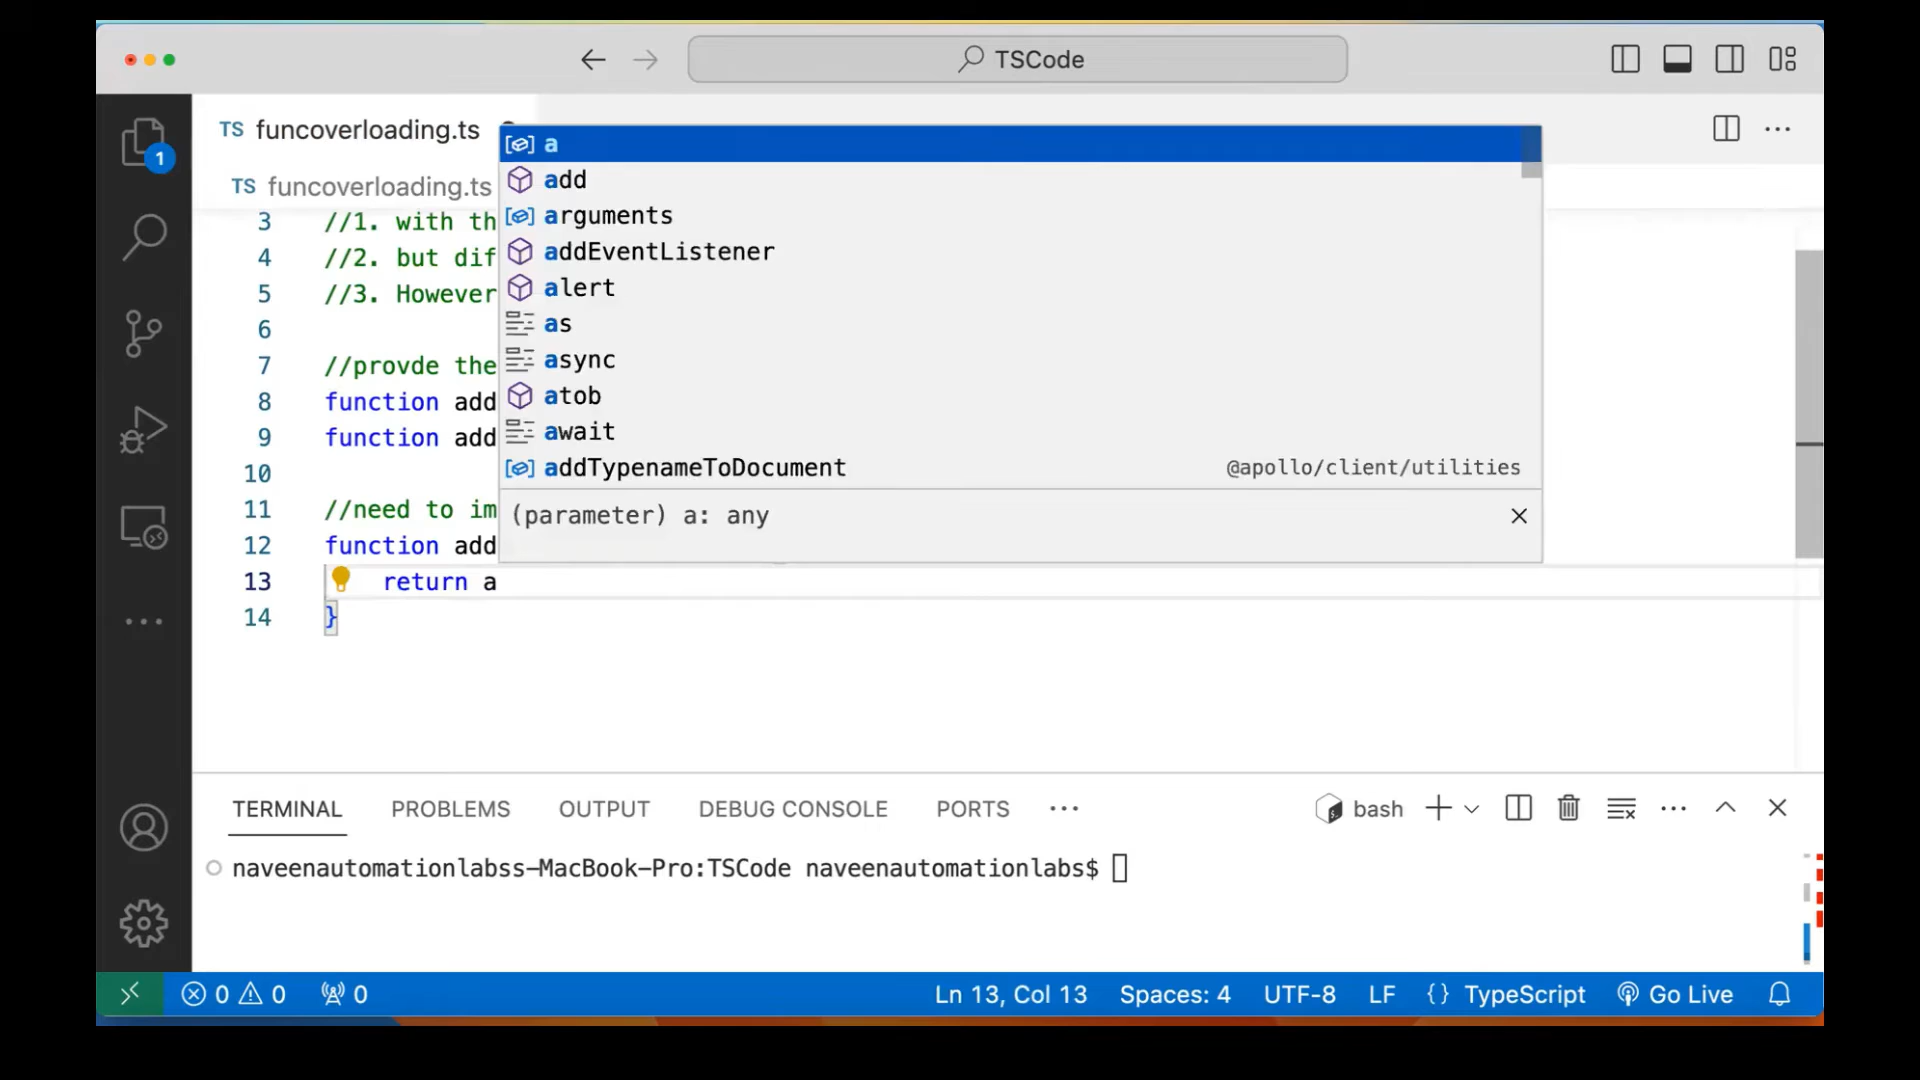 TSCode
TS funcoverloading.ts
TS funcoverloading.ts
1
a
add
arguments
addEventListener
alert
as
async
atob
await
addTypenameToDocument @apollo/client/utilities
(parameter) a: any
3 //1. with th
4 //2. but dif
5 //3. However
6
7 //provde the
8 function add
9 function add
10
11 //need to im
12 function add
13 return a
14 }
TERMINAL PROBLEMS OUTPUT DEBUG CONSOLE PORTS ··· bash
naveenautomationlabss-MacBook-Pro:TSCode naveenautomationlabs$
0 0 0 Ln 13, Col 13 Spaces: 4 UTF-8 LF {} TypeScript Go Live